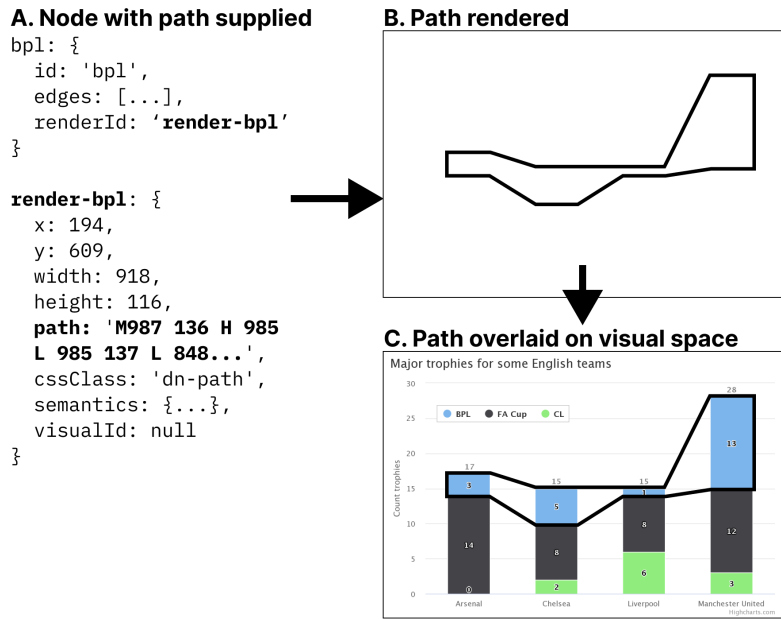 A. Node with path supplied
bpl: {
id: 'bpl',
edges: [...],
renderId: ‘render-bpl’
}
render-bpl: {
x: 194,
y: 609,
width: 918,
height: 116,
path: 'M987 136 H 985
L 985 137 L 848...',
cssClass: 'dn-path',
semantics: {...},
visualId: null
}
B. Path rendered
C. Path overlaid on visual space
Major trophies for some English teams
Count trophies
30
25
20
15
10
5
0
BPL FA Cup CL
17
3
14
0
15
5
8
2
15
1
8
6
28
13
12
3
Arsenal Chelsea Liverpool Manchester United
Highcharts.com